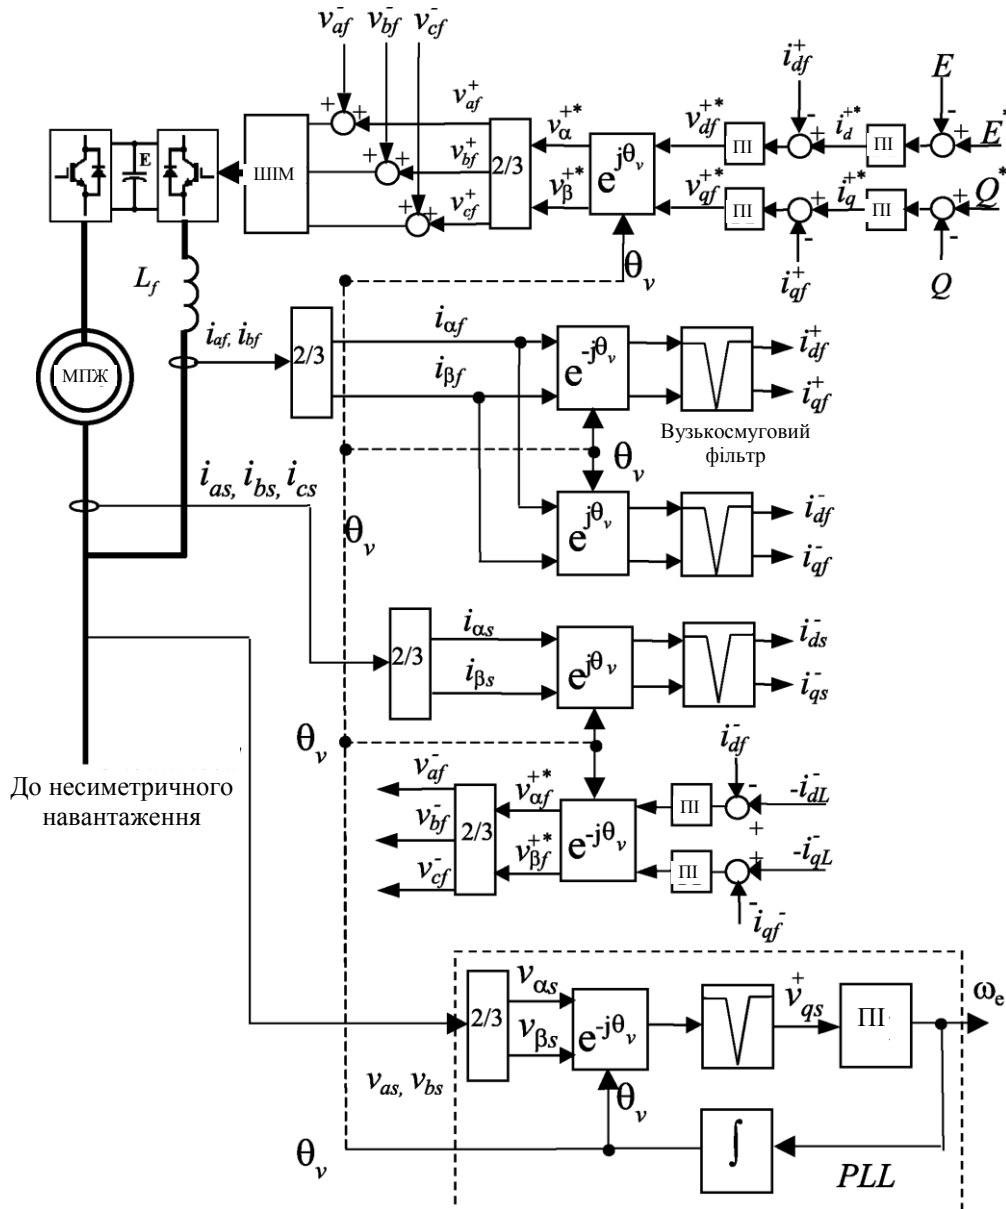 v⁻af v⁻bf v⁻cf
i⁺df E
v⁺af v⁺*α v⁺*df i⁺*d E*
+ + + + + + - + - +
E ШІМ v⁺bf 2/3 e^jθv ПІ ПІ
v⁺cf v⁺*β v⁺*qf i⁺*q Q*
ПІ ПІ + - + -
Lf θv i⁺qf Q
iaf, ibf 2/3 iαf e^-jθv i⁺df
МПЖ iβf i⁺qf
Вузькосмуговий
фільтр
θv
ias, ibs, ics
θv e^jθv i⁻df
i⁻qf
2/3 iαs e^jθv i⁻ds
iβs i⁻qs
θv
До несиметричного
навантаження
i⁻df
v⁻af v⁺*αf ПІ - -i⁻dL
v⁻bf 2/3 e^-jθv +
v⁻cf v⁺*βf ПІ + -i⁻qL
- iqf⁻
2/3 vαs e^-jθv v⁺qs ПІ ωe
vβs
vas, vbs
θv
θv ∫ PLL